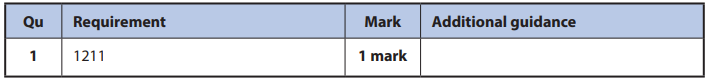 Qu Requirement Mark Additional guidance
1 1211 1 mark